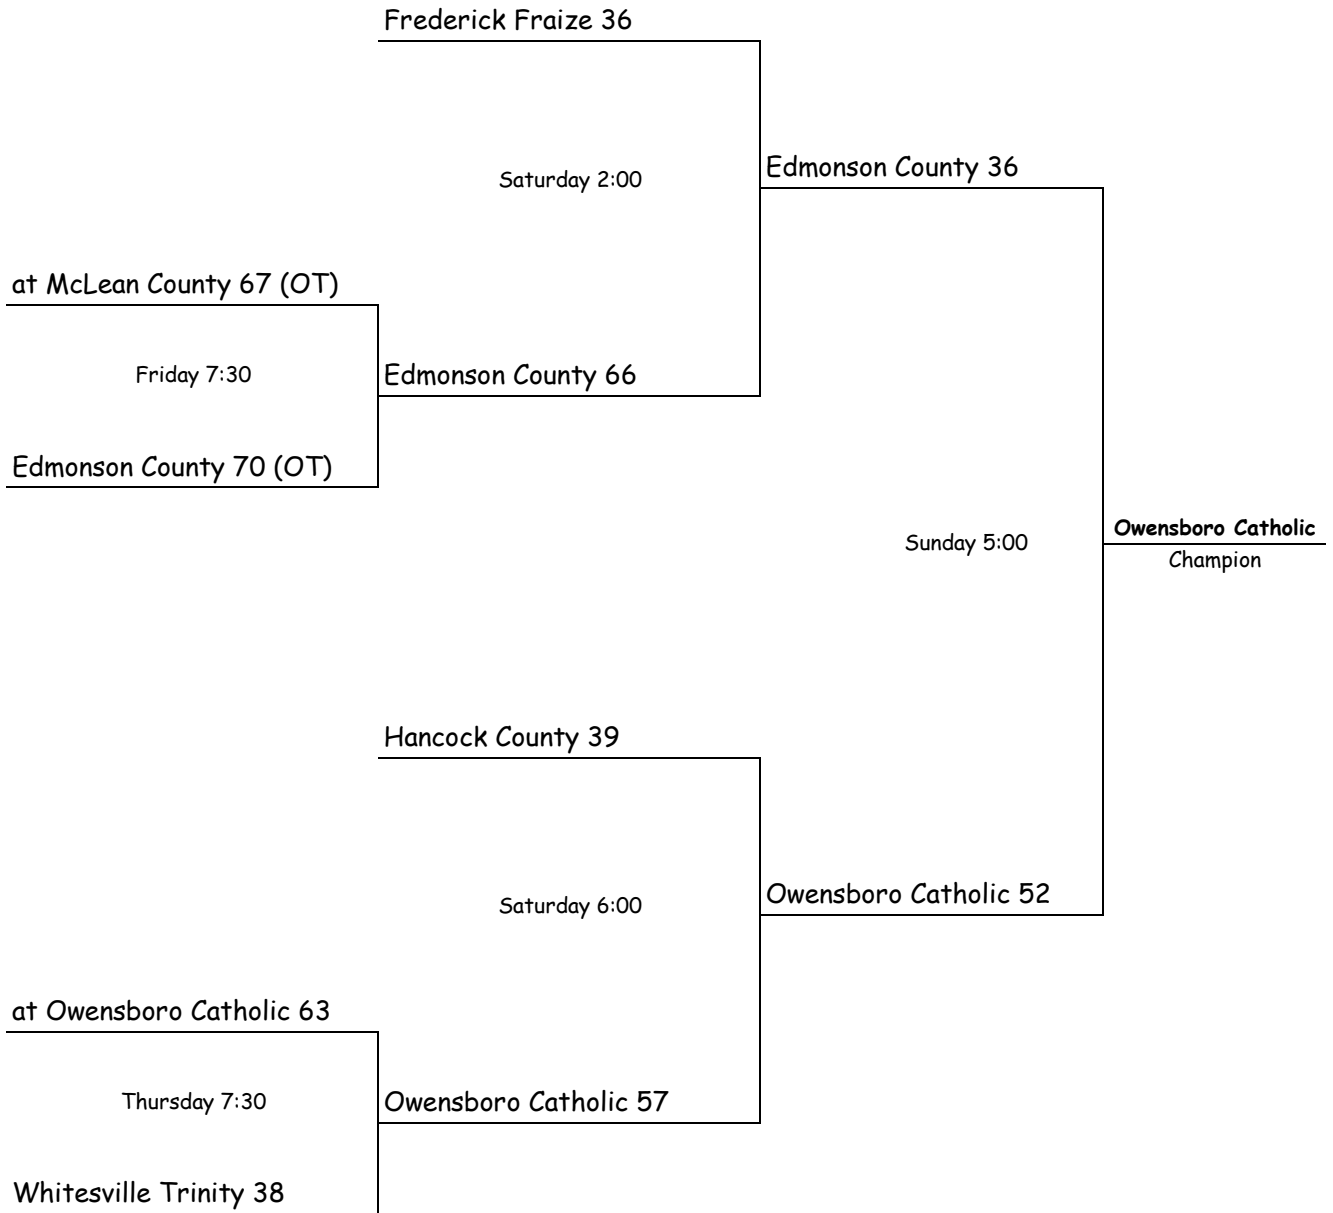 Frederick Fraize 36
Saturday 2:00
Edmonson County 36
at McLean County 67 (OT)
Friday 7:30
Edmonson County 66
Edmonson County 70 (OT)
Sunday 5:00
Owensboro Catholic
Champion
Hancock County 39
Saturday 6:00
Owensboro Catholic 52
at Owensboro Catholic 63
Thursday 7:30
Owensboro Catholic 57
Whitesville Trinity 38